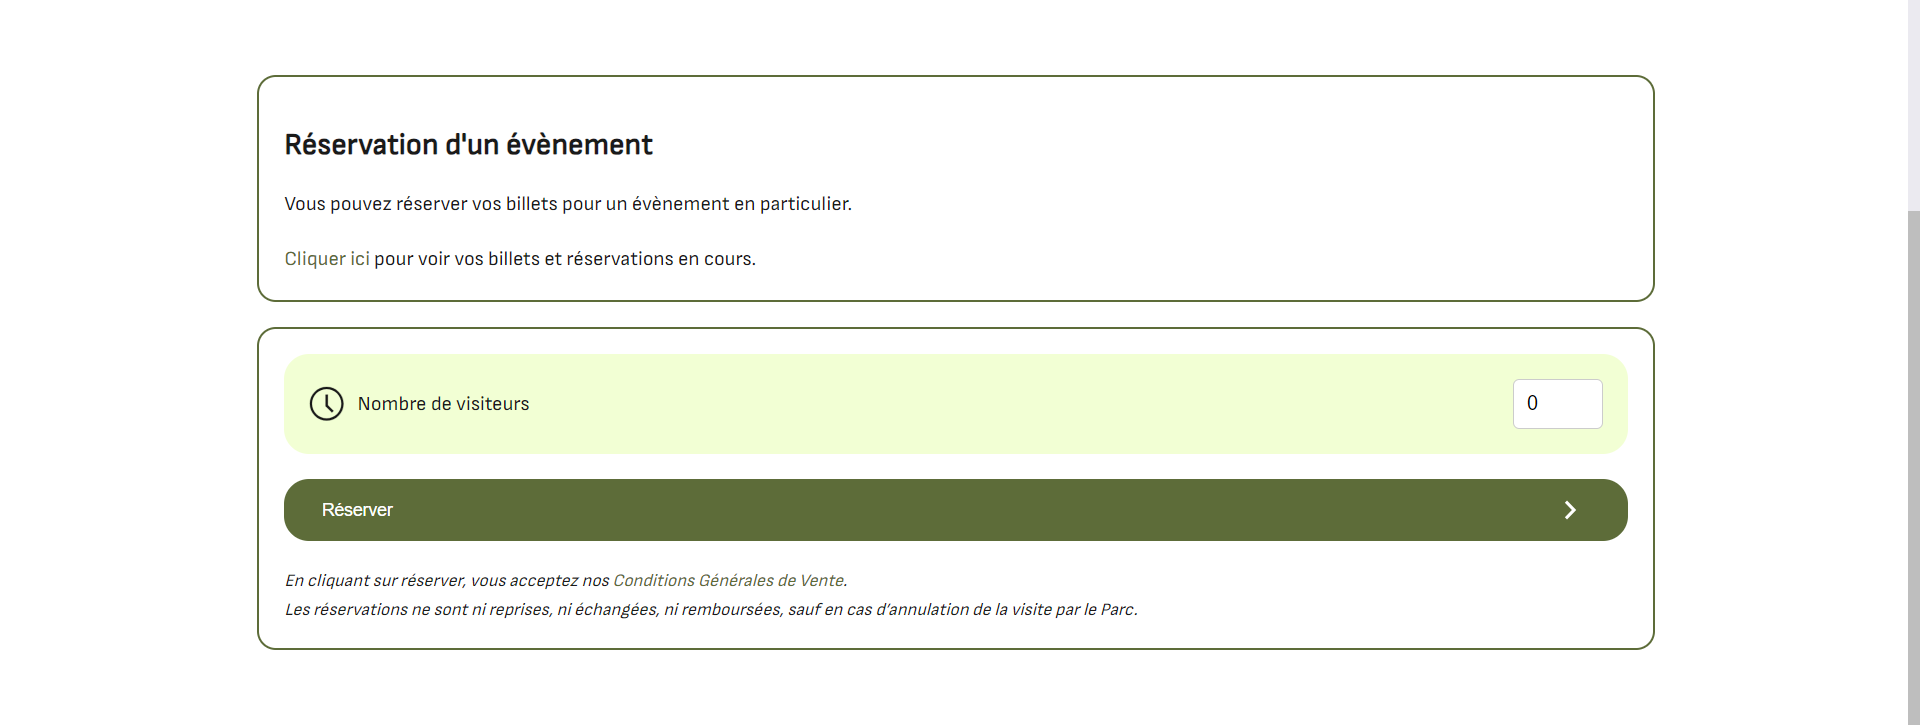 Réservation d'un évènement
Vous pouvez réserver vos billets pour un évènement en particulier.
Cliquer ici pour voir vos billets et réservations en cours.
Nombre de visiteurs
0
Réserver
En cliquant sur réserver, vous acceptez nos Conditions Générales de Vente.
Les réservations ne sont ni reprises, ni échangées, ni remboursées, sauf en cas d’annulation de la visite par le Parc.